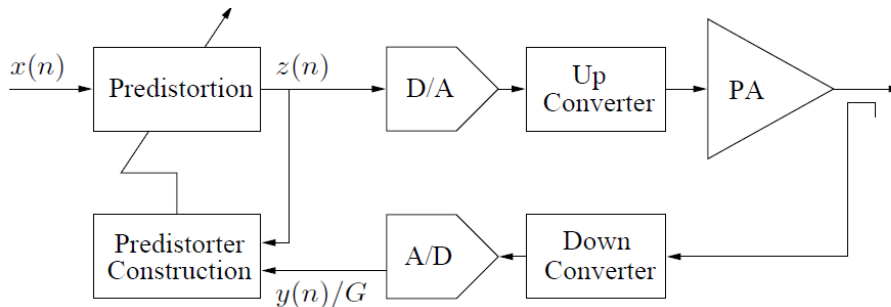 x(n)
Predistortion
z(n)
D/A
Up
Converter
PA
Predistorter
Construction
y(n)/G
A/D
Down
Converter